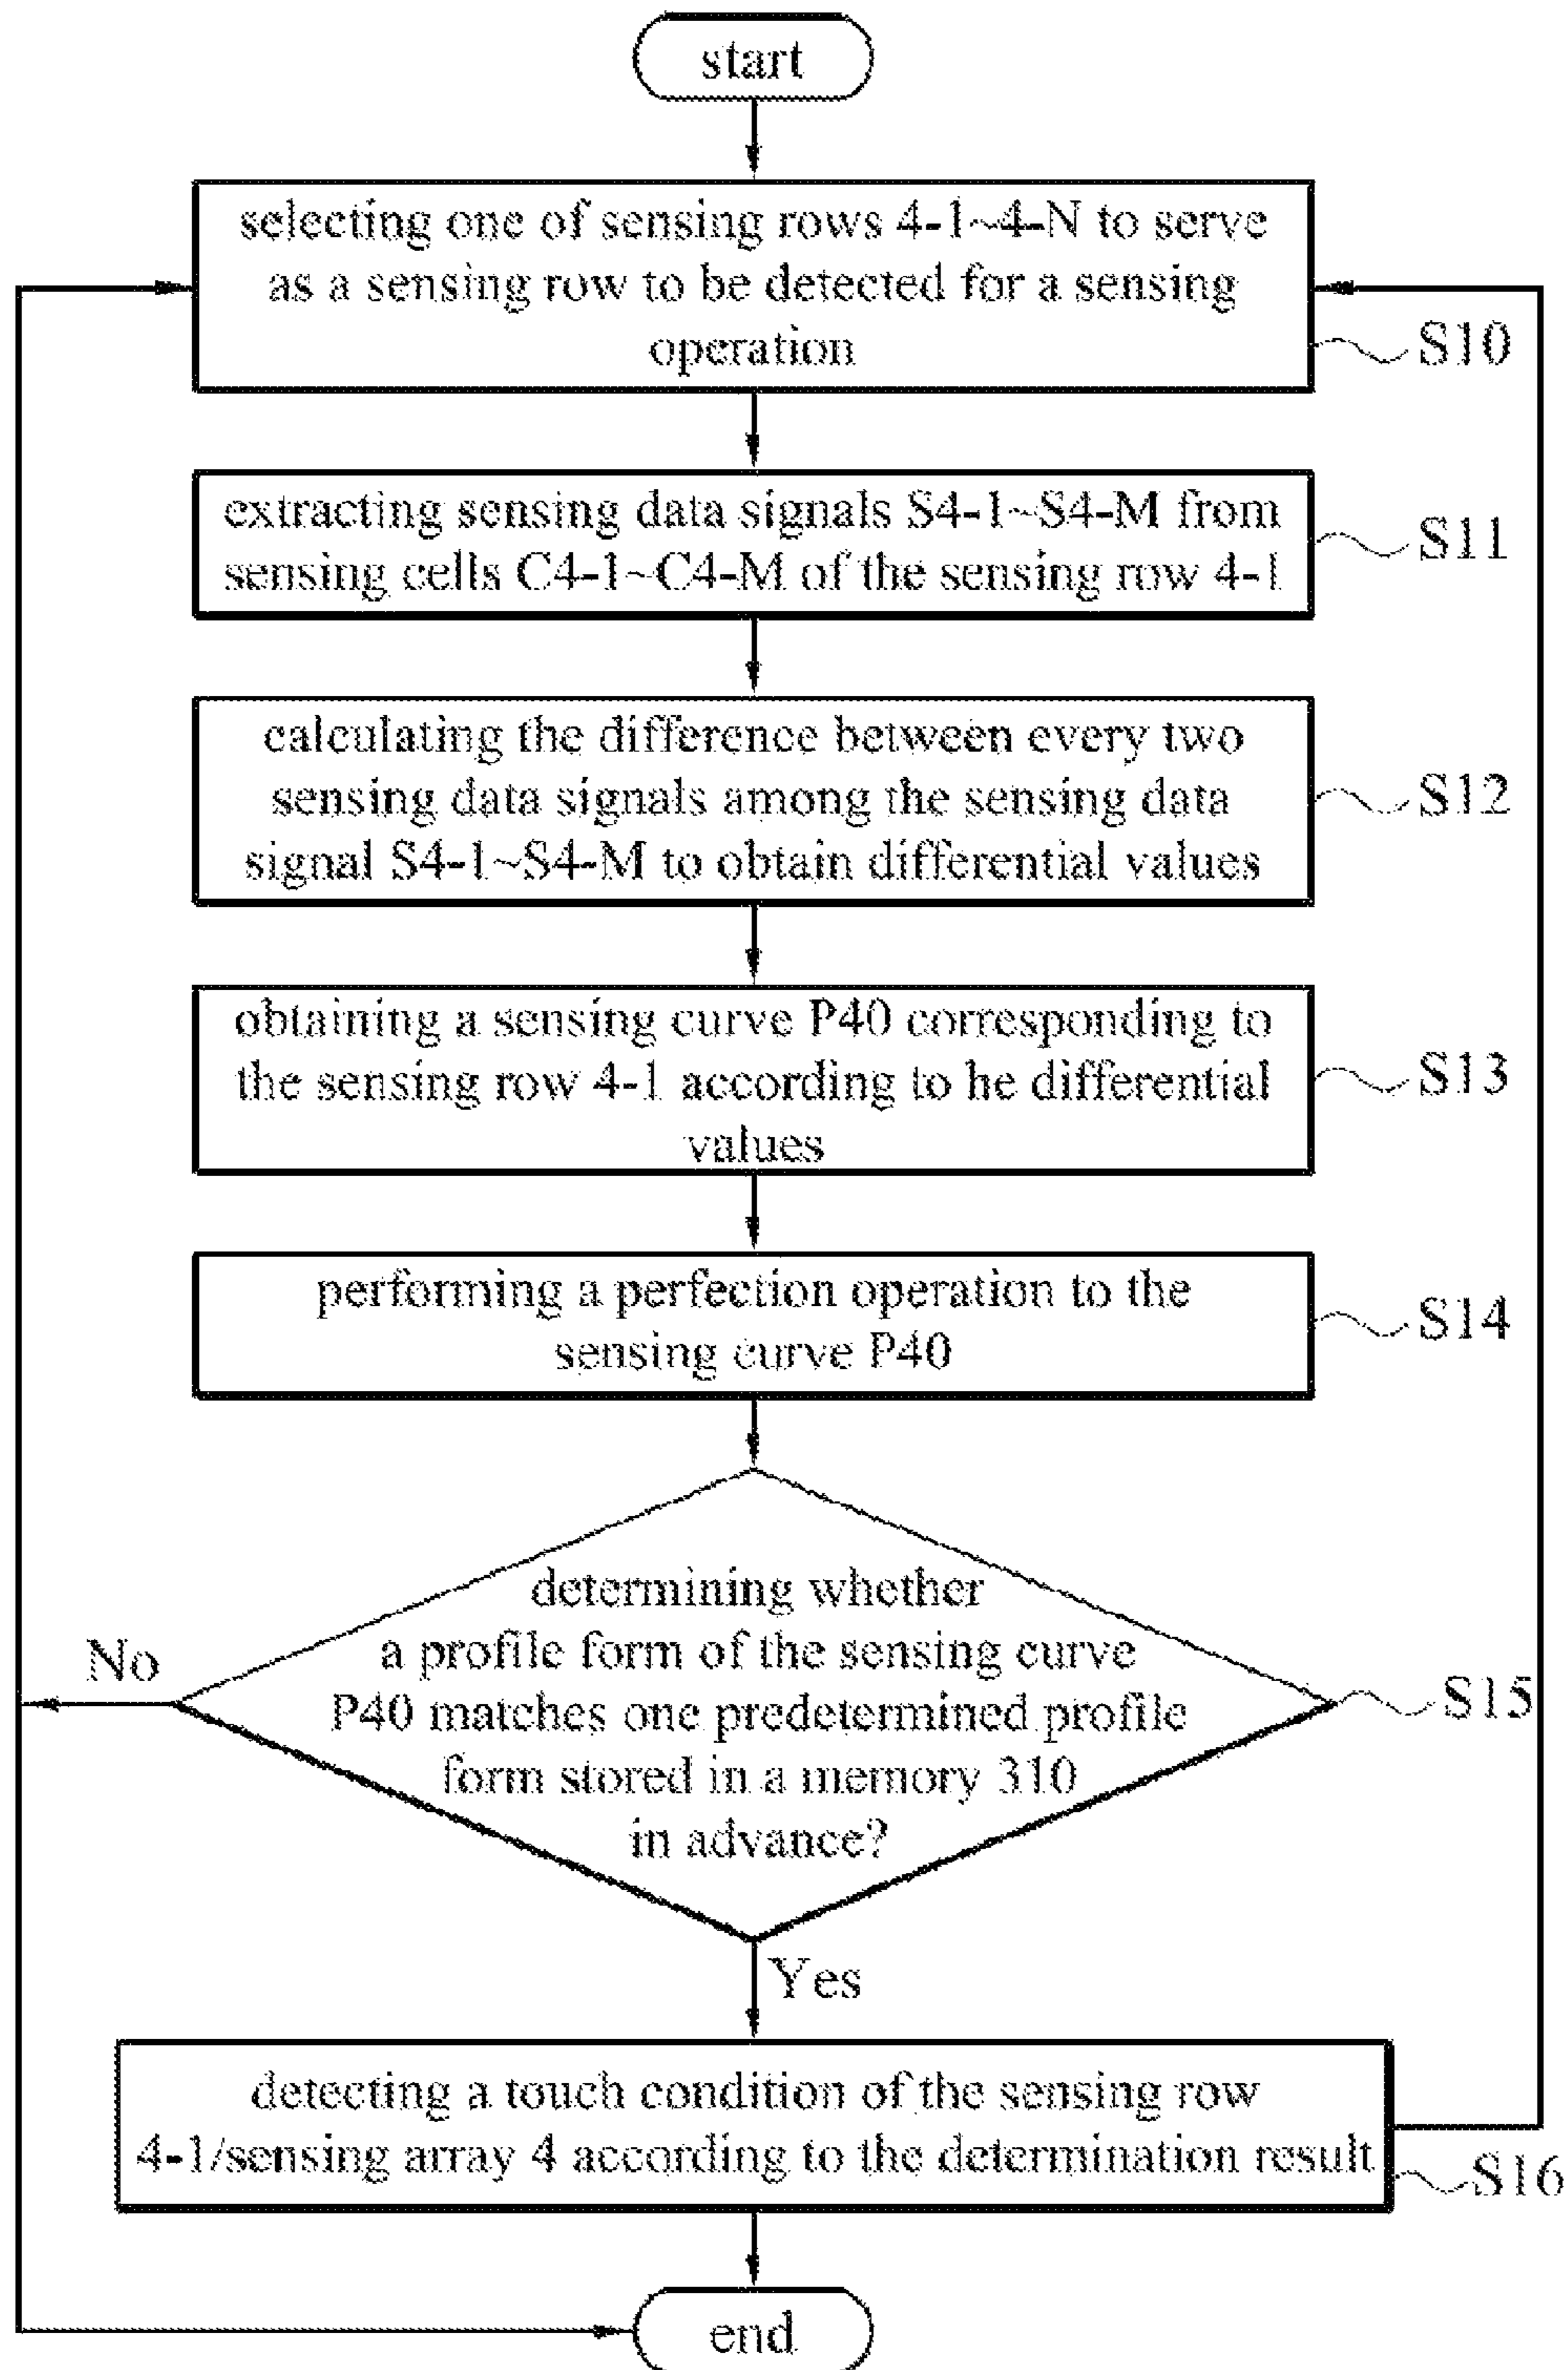 start
selecting one of sensing rows 4-1~4-N to serve
as a sensing row to be detected for a sensing
operation
S10
extracting sensing data signals S4-1~S4-M from
sensing cells C4-1~C4-M of the sensing row 4-1
S11
calculating the difference between every two
sensing data signals among the sensing data
signal S4-1~S4-M to obtain differential values
S12
obtaining a sensing curve P40 corresponding to
the sensing row 4-1 according to he differential
values
S13
performing a perfection operation to the
sensing curve P40
S14
determining whether
a profile form of the sensing curve
P40 matches one predetermined profile
form stored in a memory 310
in advance?
No
S15
Yes
detecting a touch condition of the sensing row
4-1/sensing array 4 according to the determination result
S16
end